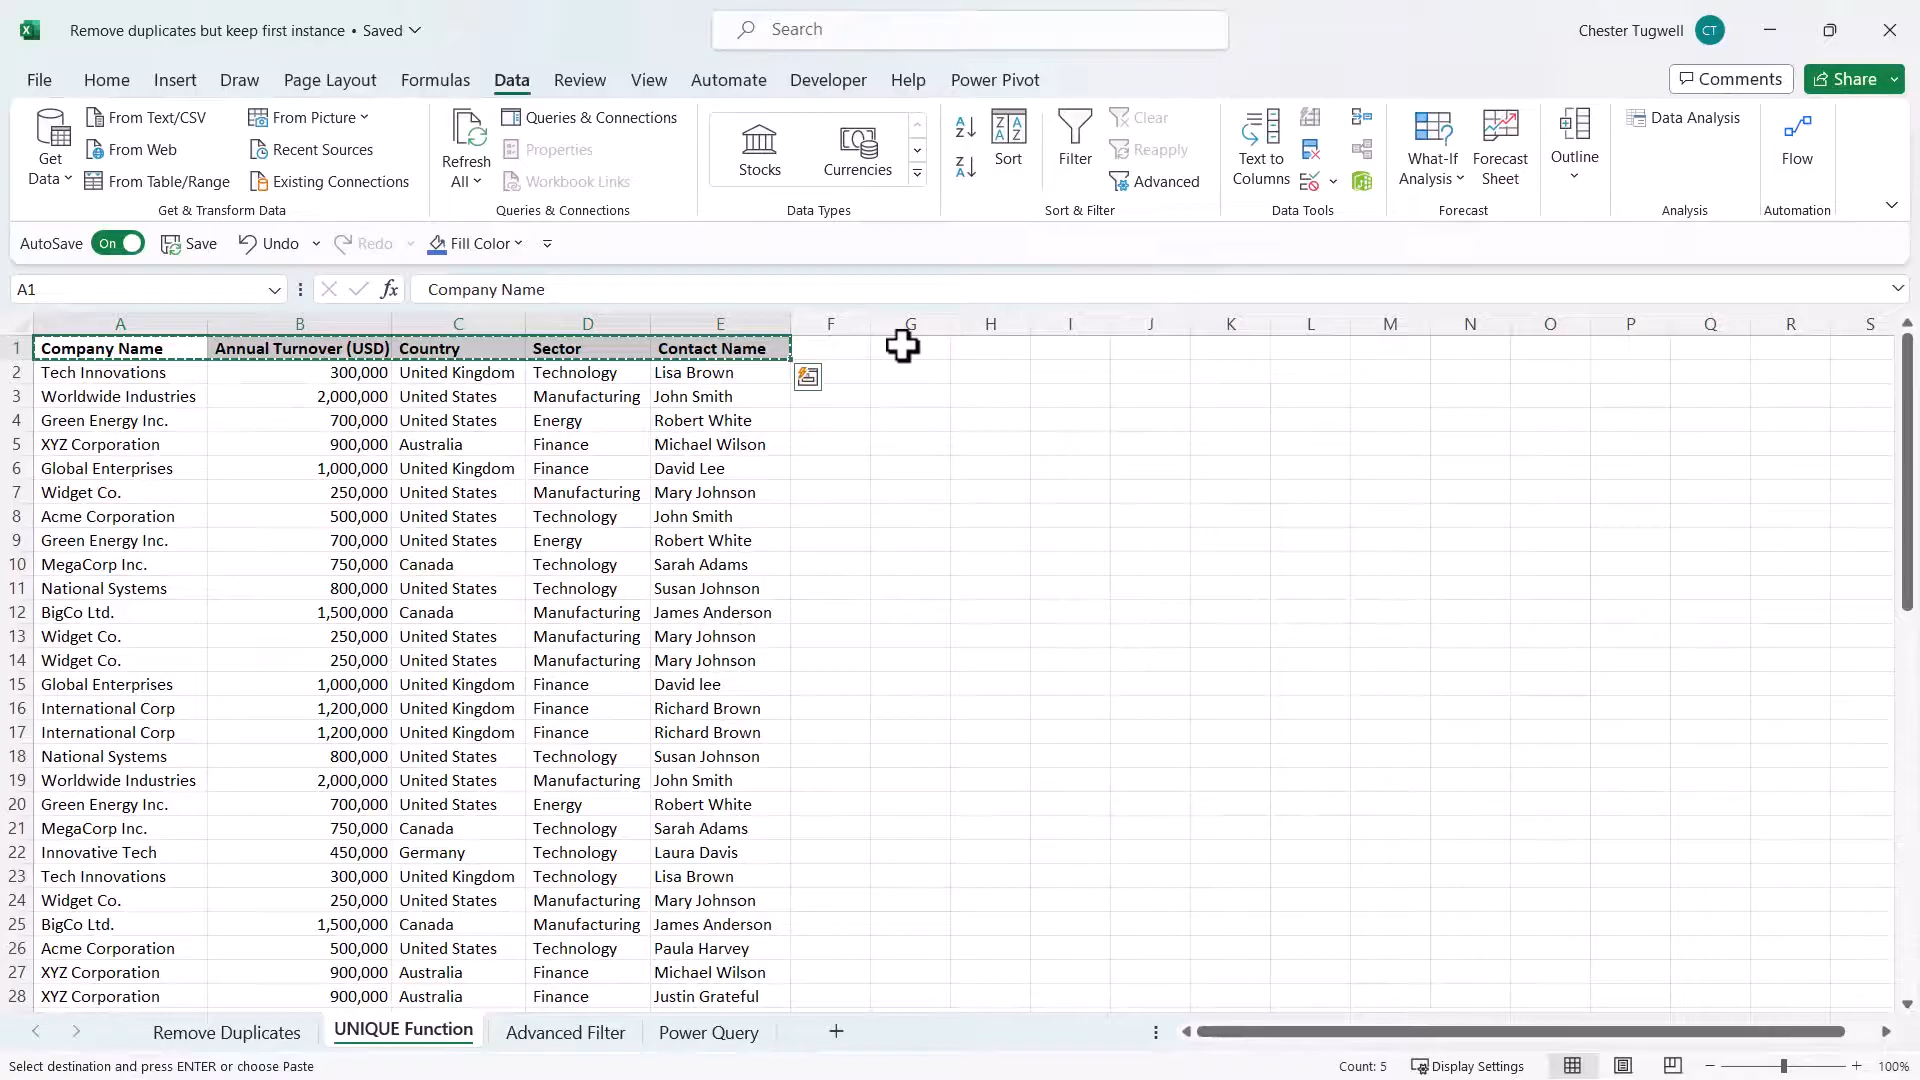 Remove duplicates but keep first instance • Saved
Search
Chester Tugwell CT
File Home Insert Draw Page Layout Formulas Data Review View Automate Developer Help Power Pivot
Comments Share
Get Data
From Text/CSV
From Web
From Table/Range
From Picture
Recent Sources
Existing Connections
Get & Transform Data
Refresh All
Queries & Connections
Properties
Workbook Links
Queries & Connections
Stocks
Currencies
Data Types
Sort
Filter
Clear
Reapply
Advanced
Sort & Filter
Text to Columns
Data Tools
What-If Analysis
Forecast Sheet
Forecast
Outline
Data Analysis
Analysis
Flow
Automation
AutoSave On Save Undo Redo Fill Color
A1 fx Company Name
A B C D E F G H I J K L M N O P Q R S
1 Company Name Annual Turnover (USD) Country Sector Contact Name
2 Tech Innovations 300,000 United Kingdom Technology Lisa Brown
3 Worldwide Industries 2,000,000 United States Manufacturing John Smith
4 Green Energy Inc. 700,000 United States Energy Robert White
5 XYZ Corporation 900,000 Australia Finance Michael Wilson
6 Global Enterprises 1,000,000 United Kingdom Finance David Lee
7 Widget Co. 250,000 United States Manufacturing Mary Johnson
8 Acme Corporation 500,000 United States Technology John Smith
9 Green Energy Inc. 700,000 United States Energy Robert White
10 MegaCorp Inc. 750,000 Canada Technology Sarah Adams
11 National Systems 800,000 United States Technology Susan Johnson
12 BigCo Ltd. 1,500,000 Canada Manufacturing James Anderson
13 Widget Co. 250,000 United States Manufacturing Mary Johnson
14 Widget Co. 250,000 United States Manufacturing Mary Johnson
15 Global Enterprises 1,000,000 United Kingdom Finance David lee
16 International Corp 1,200,000 United Kingdom Finance Richard Brown
17 International Corp 1,200,000 United Kingdom Finance Richard Brown
18 National Systems 800,000 United States Technology Susan Johnson
19 Worldwide Industries 2,000,000 United States Manufacturing John Smith
20 Green Energy Inc. 700,000 United States Energy Robert White
21 MegaCorp Inc. 750,000 Canada Technology Sarah Adams
22 Innovative Tech 450,000 Germany Technology Laura Davis
23 Tech Innovations 300,000 United Kingdom Technology Lisa Brown
24 Widget Co. 250,000 United States Manufacturing Mary Johnson
25 BigCo Ltd. 1,500,000 Canada Manufacturing James Anderson
26 Acme Corporation 500,000 United States Technology Paula Harvey
27 XYZ Corporation 900,000 Australia Finance Michael Wilson
28 XYZ Corporation 900,000 Australia Finance Justin Grateful
Remove Duplicates UNIQUE Function Advanced Filter Power Query
Select destination and press ENTER or choose Paste Count: 5 Display Settings 100%